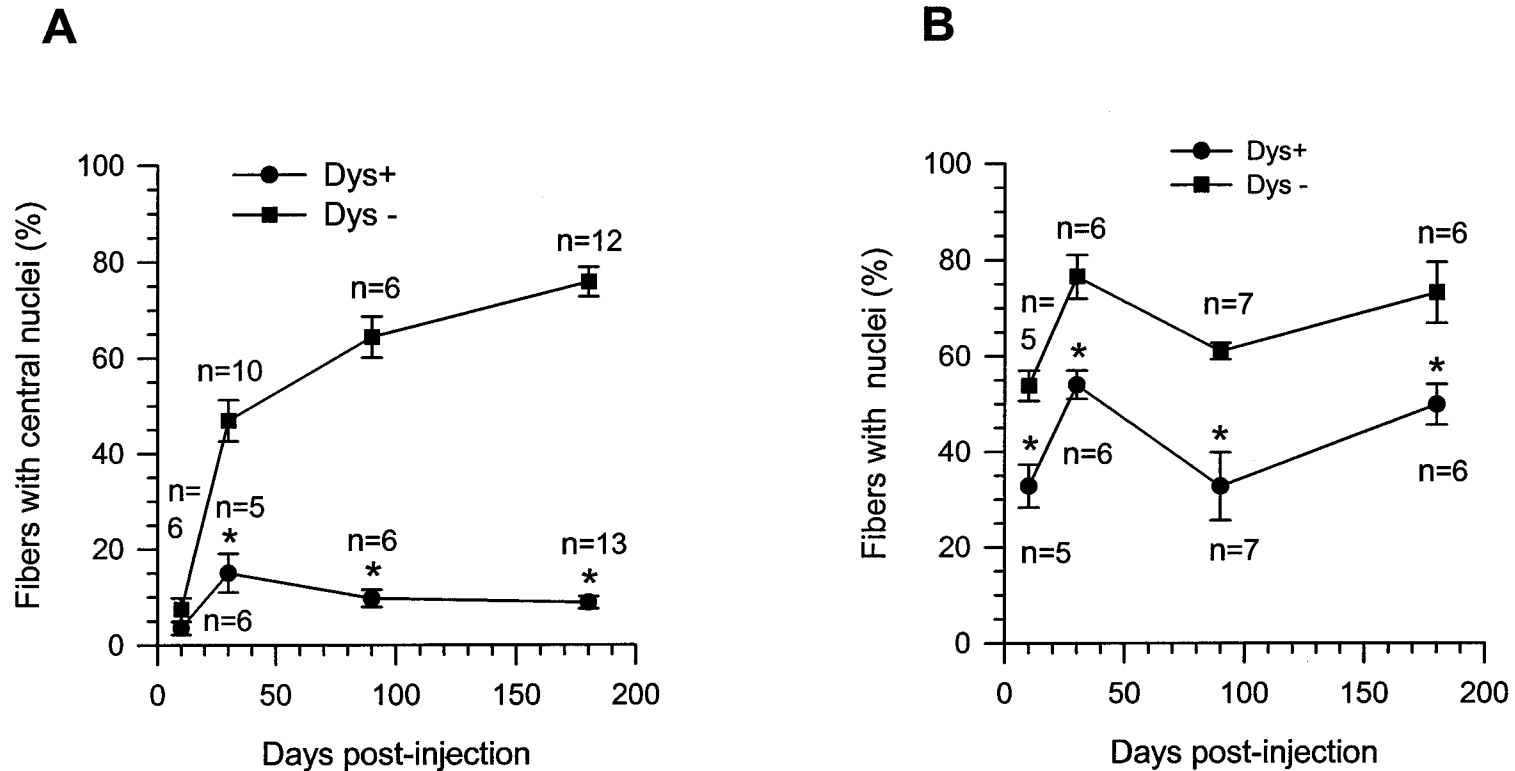 A
100
80
60
40
20
0
Fibers with central nuclei (%)
Dys+
Dys -
n=12
n=6
n=10
n=
6
n=5
*
n=6
*
n=13
*
n=6
0
50
100
150
200
Days post-injection
B
100
80
60
40
20
0
Fibers with nuclei (%)
Dys+
Dys -
n=6
n=6
n=7
n=
5
*
*
*
*
n=6
n=6
n=5
n=7
0
50
100
150
200
Days post-injection